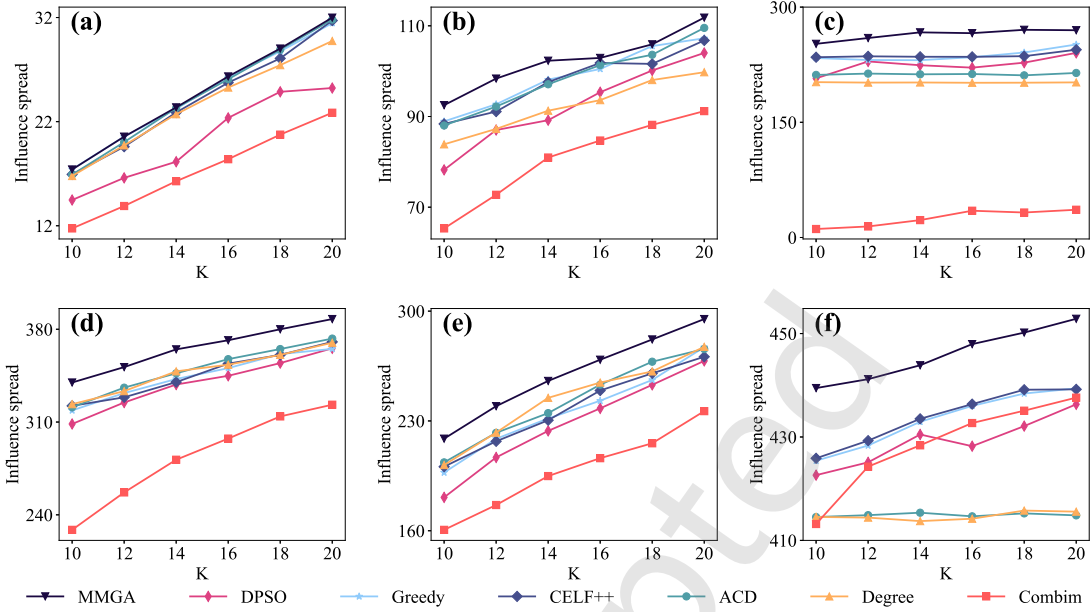 (a)
32
22
12
Influence spread
10 12 14 16 18 20
K
(b)
110
90
70
Influence spread
10 12 14 16 18 20
K
(c)
300
150
0
Influence spread
10 12 14 16 18 20
K
(d)
380
310
240
Influence spread
10 12 14 16 18 20
K
(e)
300
230
160
Influence spread
10 12 14 16 18 20
K
(f)
450
430
410
Influence spread
10 12 14 16 18 20
K
MMGA DPSO Greedy CELF++ ACD Degree Combim
pted